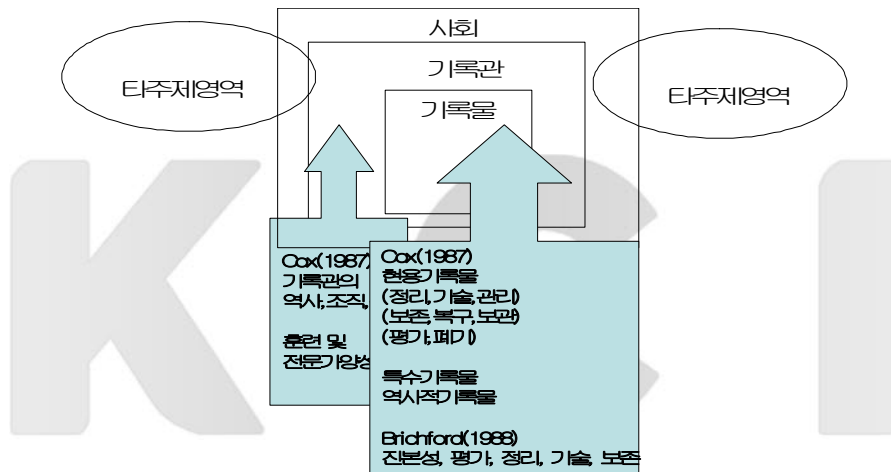 사회
기록관
기록물
타주제영역
타주제영역
Cox(1987)
기록관의
역사,조직,
훈련 및
전문가양성
Cox(1987)
현용기록물
(정리,기술,관리)
(보존,복구,보관)
(평가,폐기)
특수기록물
역사적기록물
Brichford(1988)
진본성, 평가, 정리, 기술, 보존
K C I